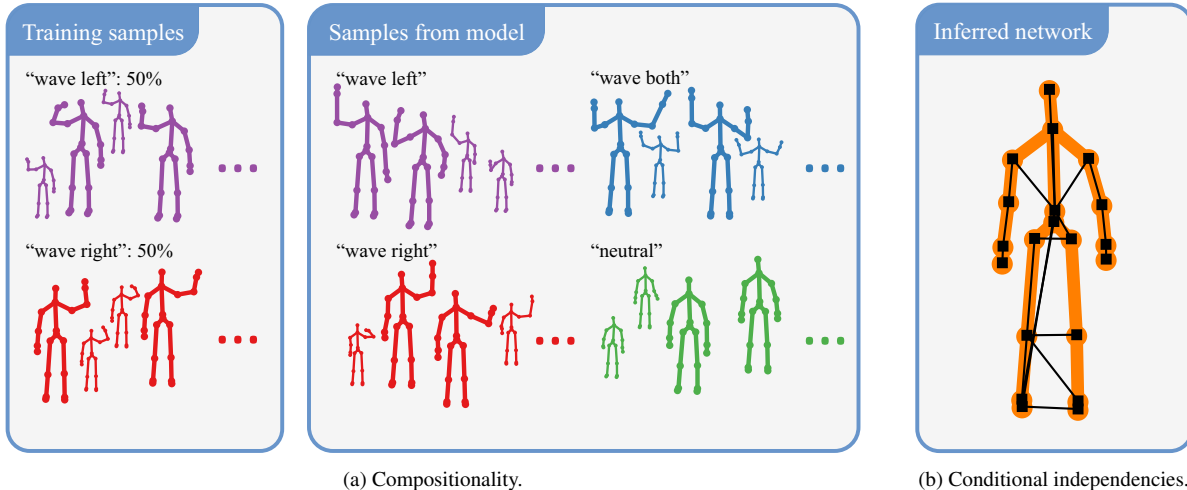 Training samples
Samples from model
Inferred network
"wave left": 50%
"wave left"
"wave both"
"wave right": 50%
"wave right"
"neutral"
(a) Compositionality.
(b) Conditional independencies.